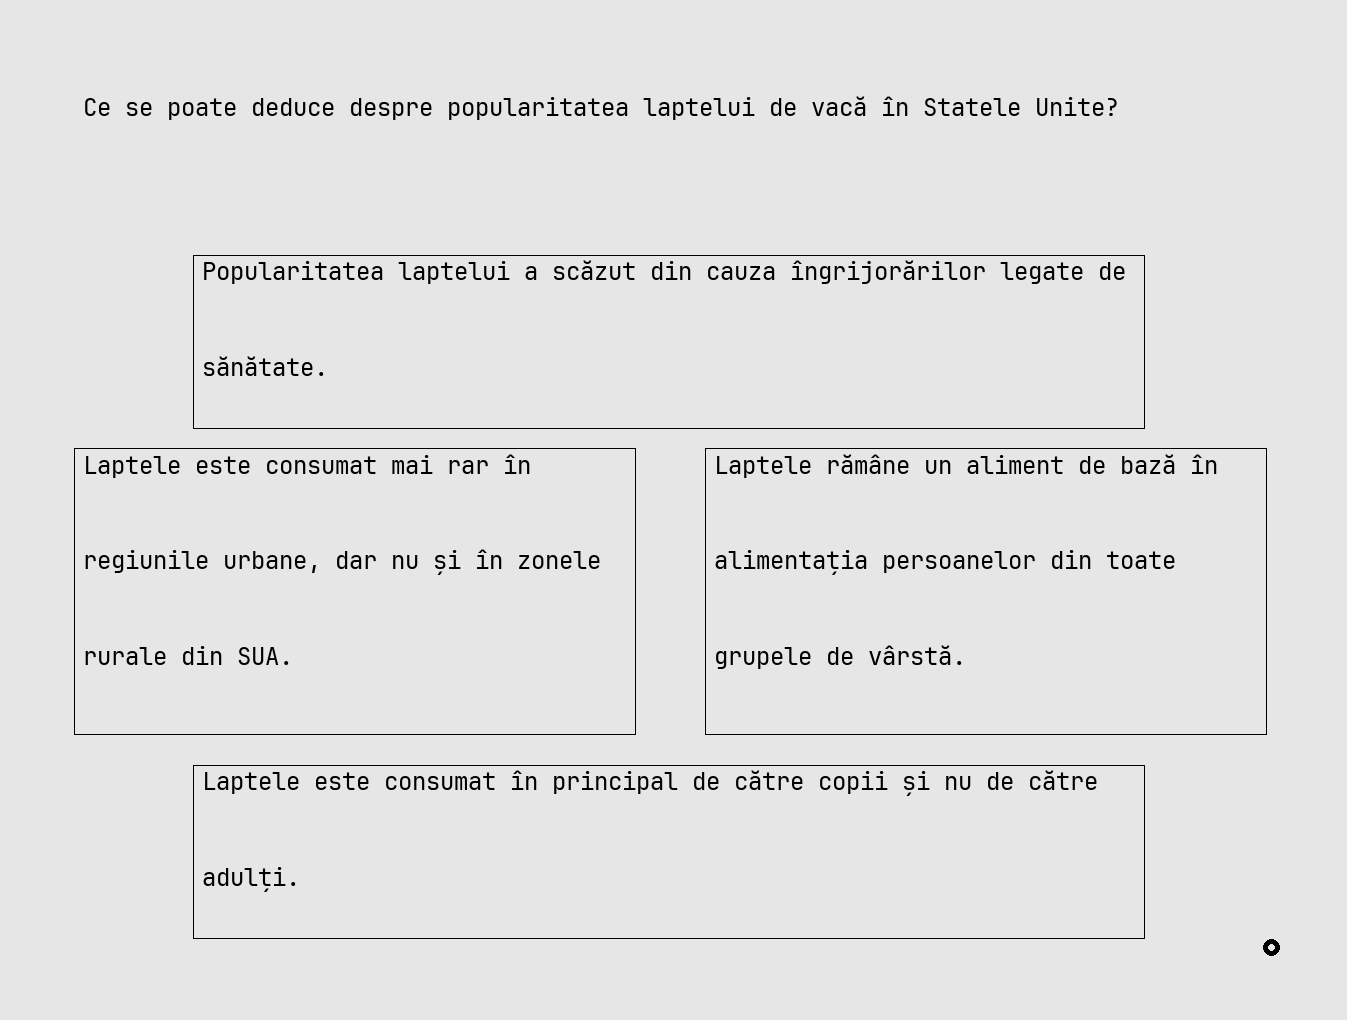 Ce se poate deduce despre popularitatea laptelui de vacă în Statele Unite?
Popularitatea laptelui a scăzut din cauza îngrijorărilor legate de
sănătate.
Laptele este consumat mai rar în
regiunile urbane, dar nu și în zonele
rurale din SUA.
Laptele rămâne un aliment de bază în
alimentația persoanelor din toate
grupele de vârstă.
Laptele este consumat în principal de către copii și nu de către
adulți.